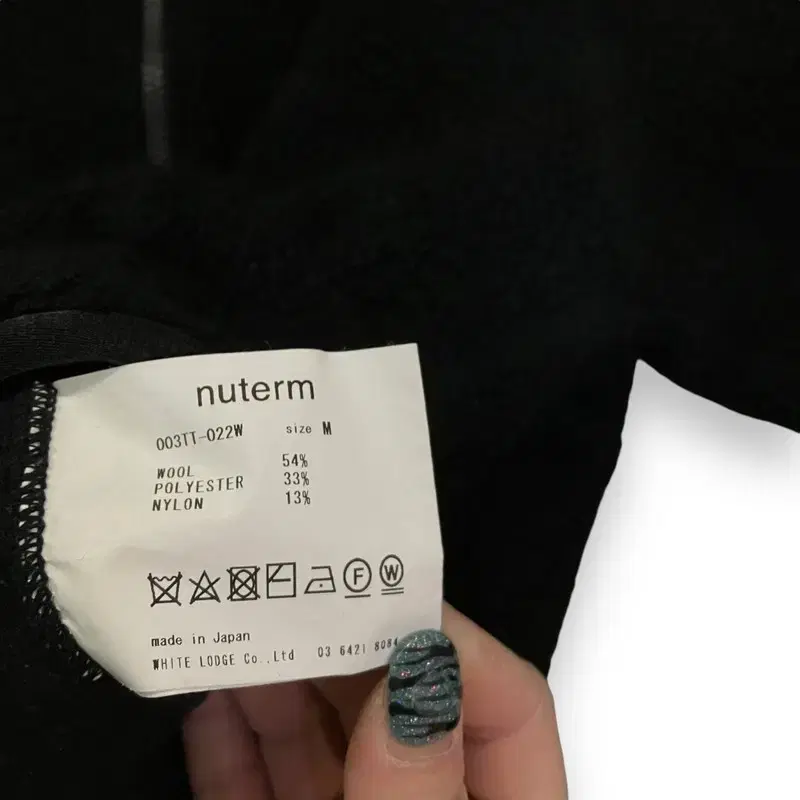 nuterm
003TT-022W size M
WOOL 54%
POLYESTER 33%
NYLON 13%
F W
made in Japan
WHITE LODGE Co.,Ltd 03 6421 8084